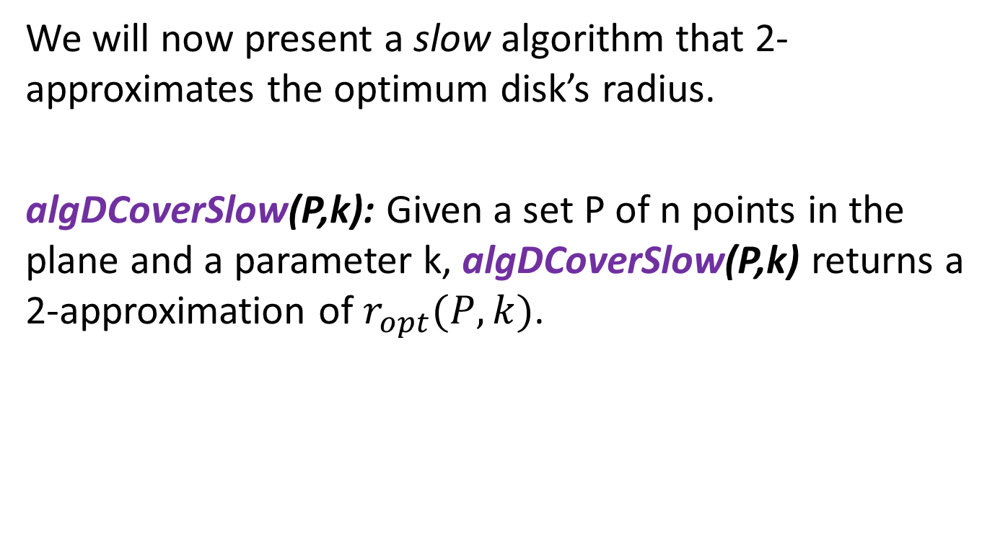 We will now present a slow algorithm that 2-
approximates the optimum disk’s radius.
algDCoverSlow(P,k): Given a set P of n points in the
plane and a parameter k, algDCoverSlow(P,k) returns a
2-approximation of r_{opt}(P, k).